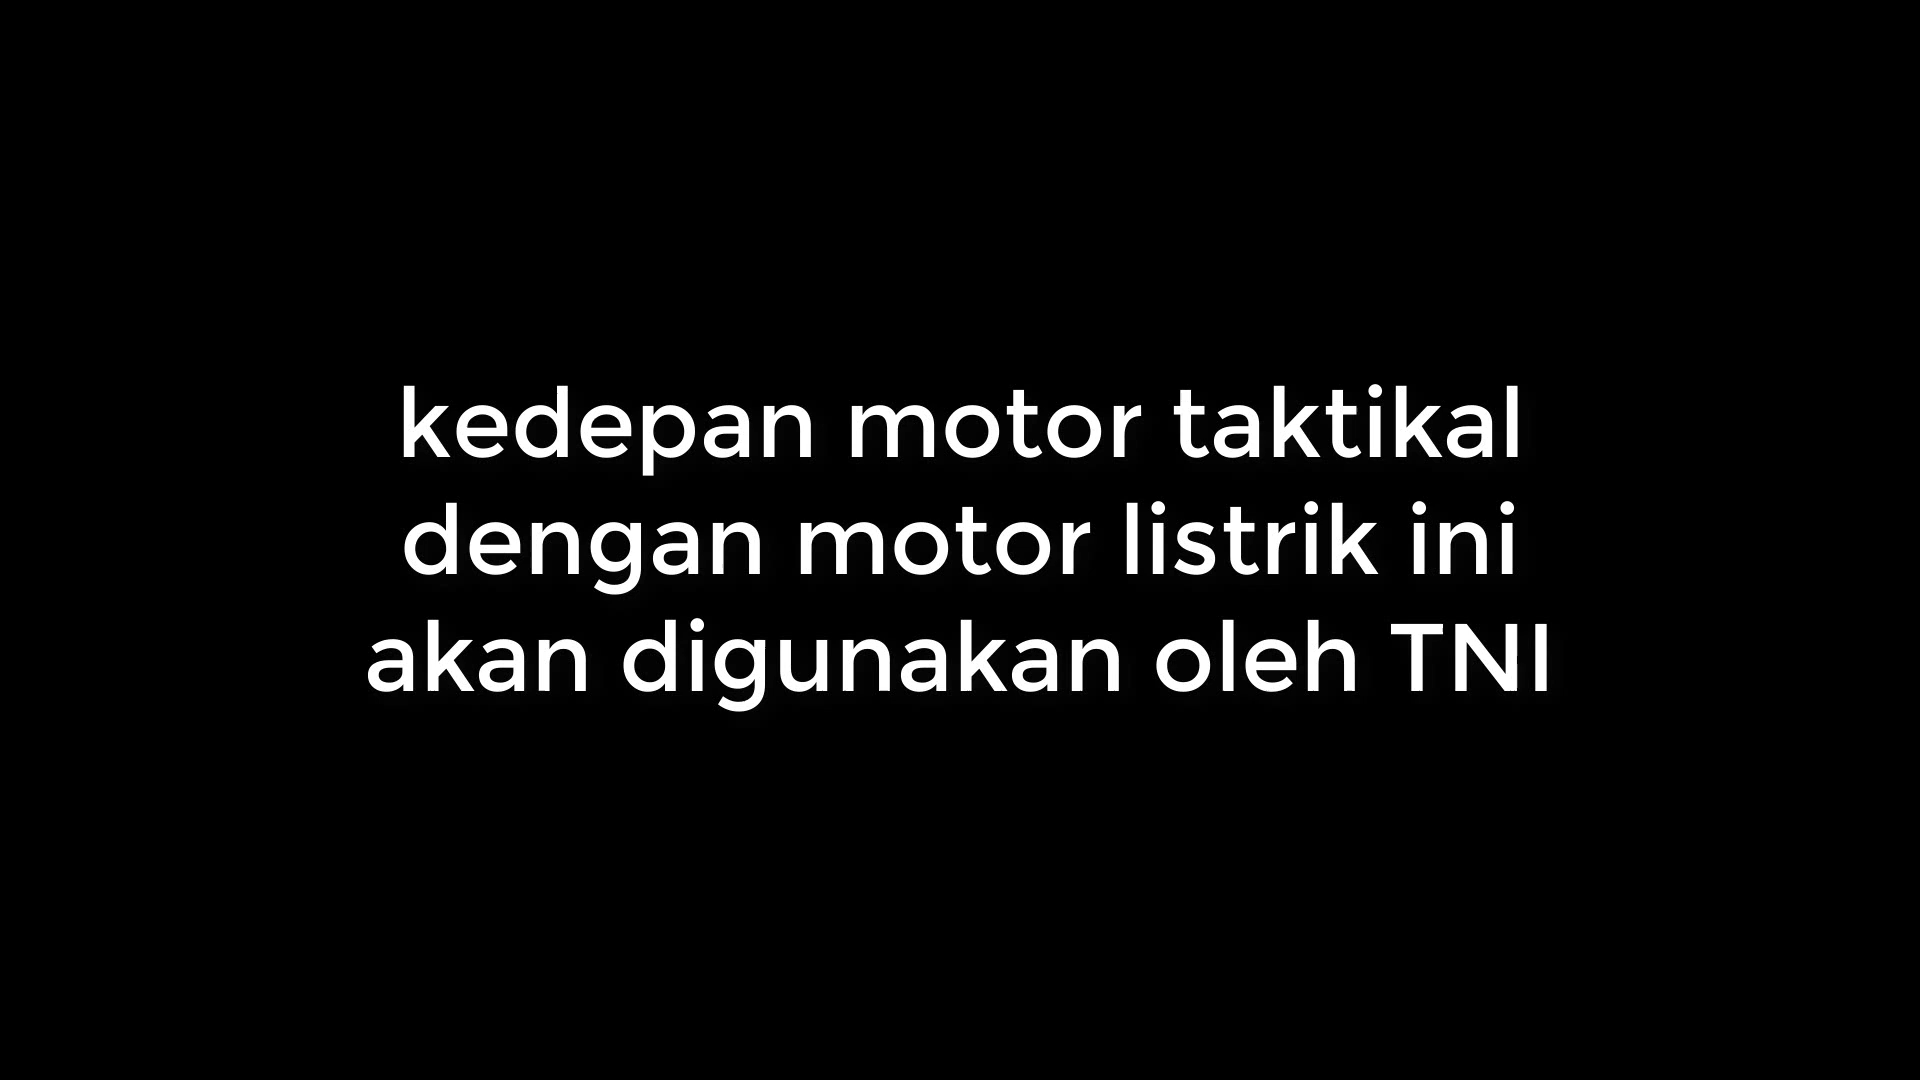 kedepan motor taktikal
dengan motor listrik ini
akan digunakan oleh TNI